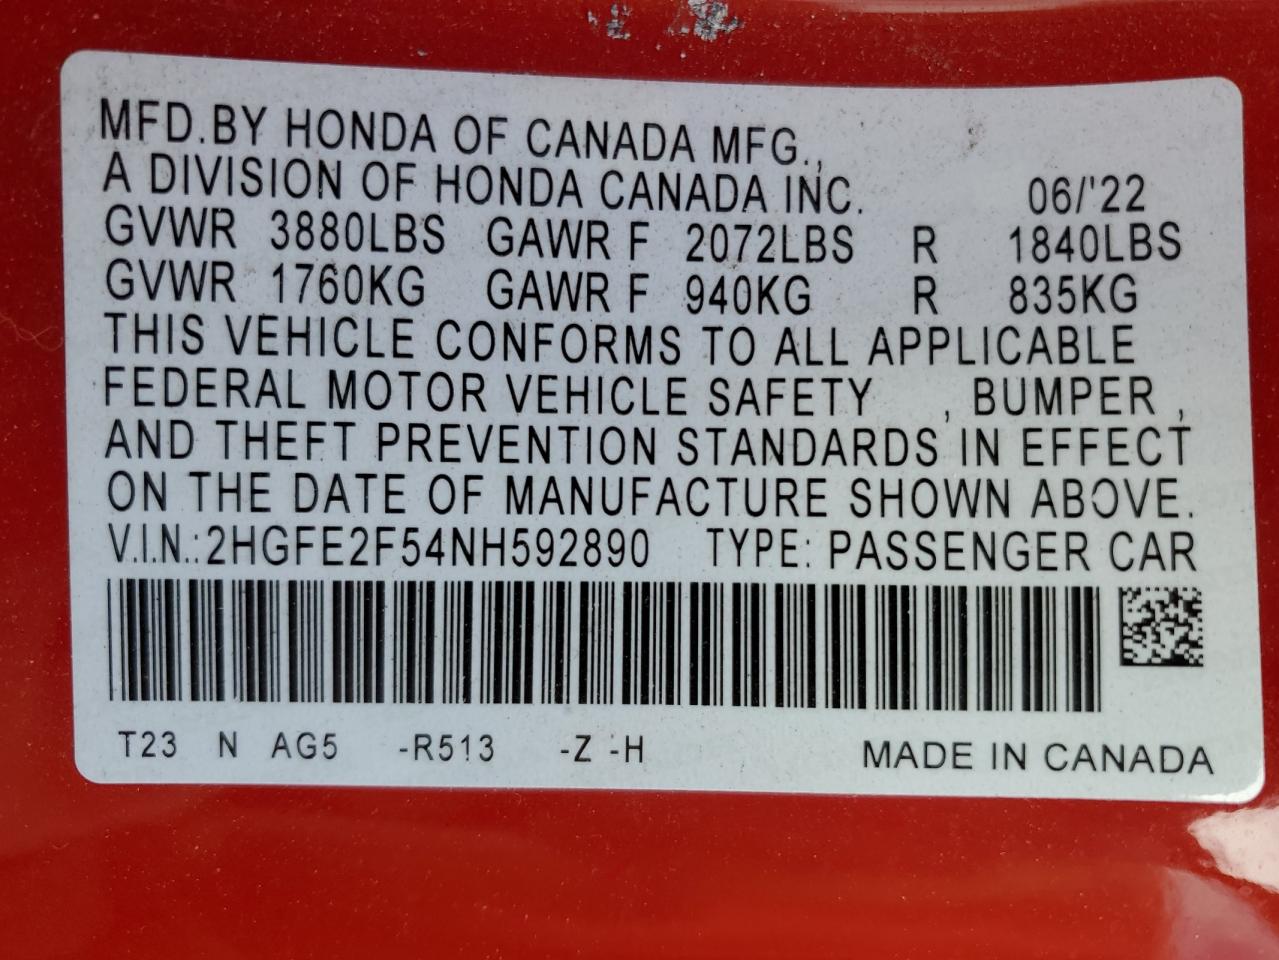 MFD.BY HONDA OF CANADA MFG.,
A DIVISION OF HONDA CANADA INC. 06/'22
GVWR 3880LBS GAWR F 2072LBS R 1840LBS
GVWR 1760KG GAWR F 940KG R 835KG
THIS VEHICLE CONFORMS TO ALL APPLICABLE
FEDERAL MOTOR VEHICLE SAFETY , BUMPER ,
AND THEFT PREVENTION STANDARDS IN EFFECT
ON THE DATE OF MANUFACTURE SHOWN ABOVE.
V.I.N.:2HGFE2F54NH592890 TYPE: PASSENGER CAR
T23 N AG5 -R513 -Z -H MADE IN CANADA